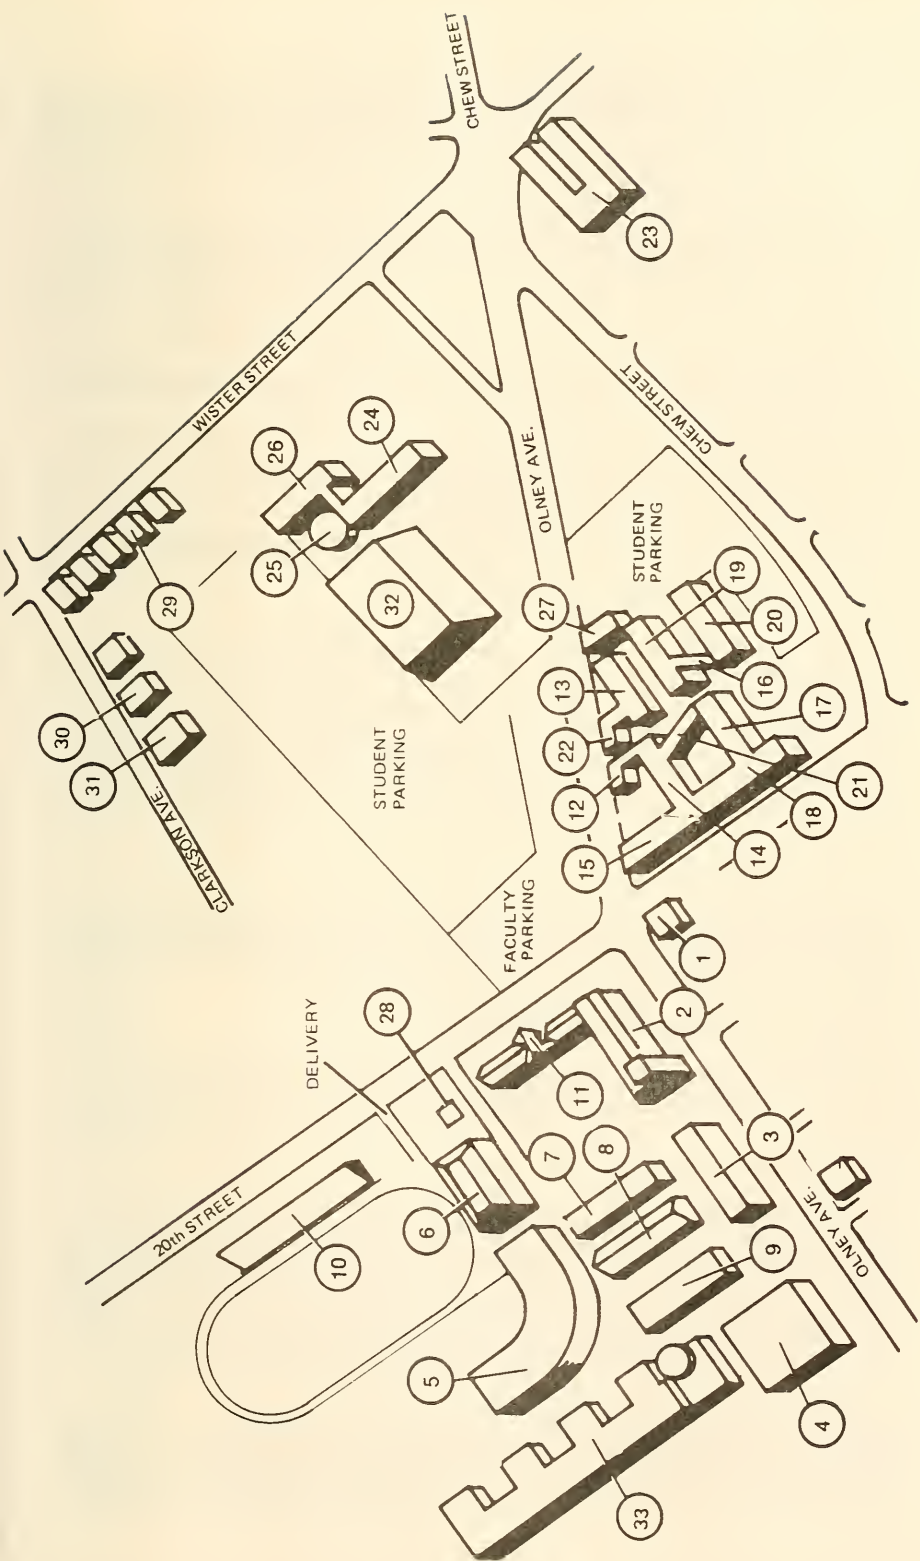 CHEW STREET
WISTER STREET
CHEW STREET
OLNEY AVE.
STUDENT
PARKING
23
24
26
25
32
29
30
31
CLARKSON AVE.
STUDENT
PARKING
27
19
20
16
13
17
22
12
21
18
14
15
FACULTY
PARKING
1
2
DELIVERY
28
11
20th STREET
3
7
8
6
10
9
OLNEY AVE.
5
4
33